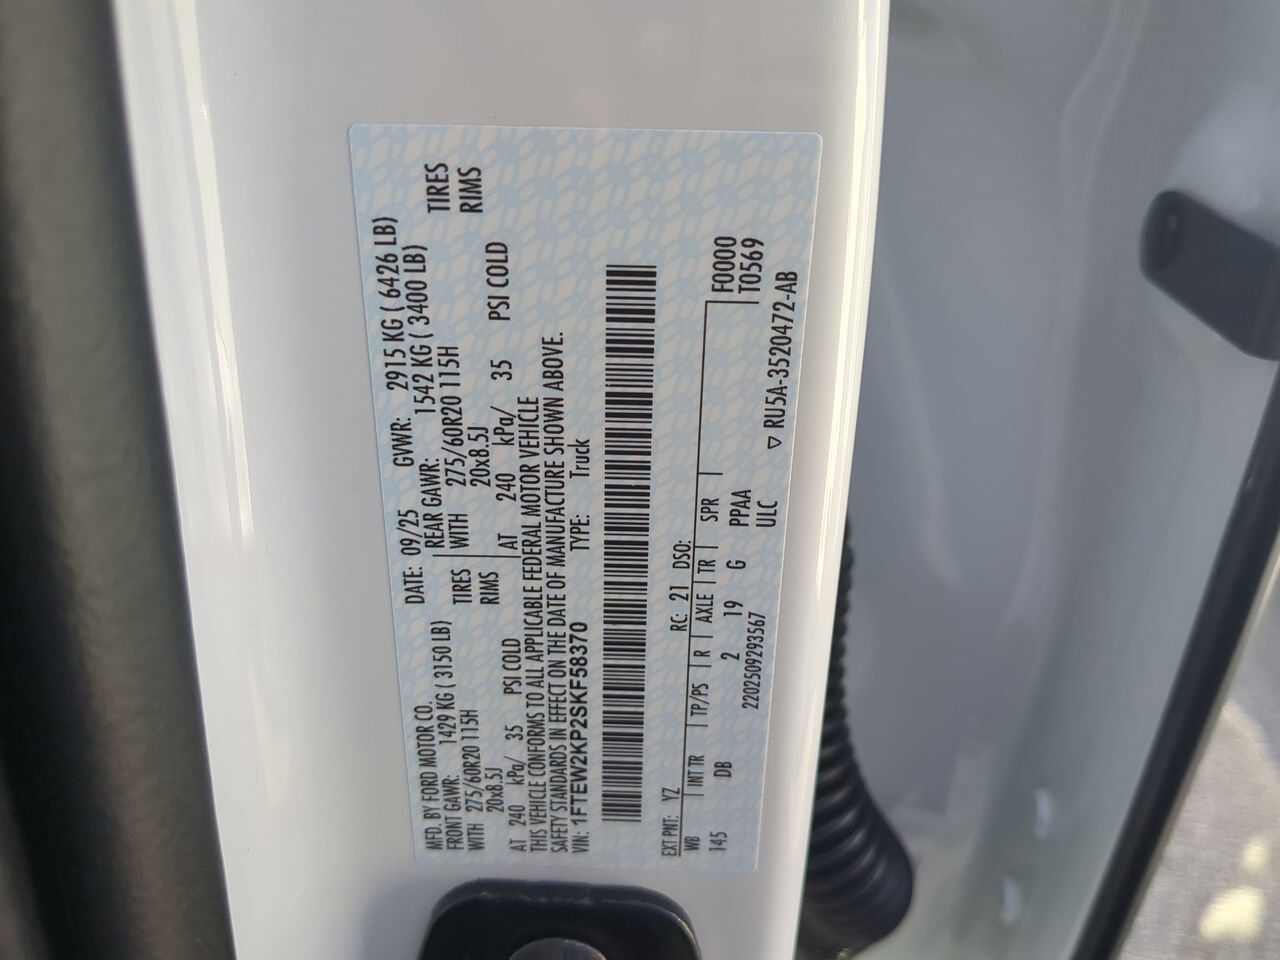 MFD. BY FORD MOTOR CO. DATE: 09/25 GVWR: 2915 KG ( 6426 LB)
FRONT GAWR: 1429 KG ( 3150 LB) REAR GAWR: 1542 KG ( 3400 LB)
WITH 275/60R20 115H TIRES WITH 275/60R20 115H TIRES
20x8.5J RIMS 20x8.5J RIMS
AT 240 kPa/ 35 PSI COLD AT 240 kPa/ 35 PSI COLD
THIS VEHICLE CONFORMS TO ALL APPLICABLE FEDERAL MOTOR VEHICLE
SAFETY STANDARDS IN EFFECT ON THE DATE OF MANUFACTURE SHOWN ABOVE.
VIN: 1FTEW2KP2SKF58370 TYPE: Truck
EXT PNT: YZ RC: 21 DSO:
WB INT TR TP/PS R AXLE TR SPR F0000
145 DB 2 19 G PPAA T0569
2202509293567 ULC ▽ RU5A-3520472-AB